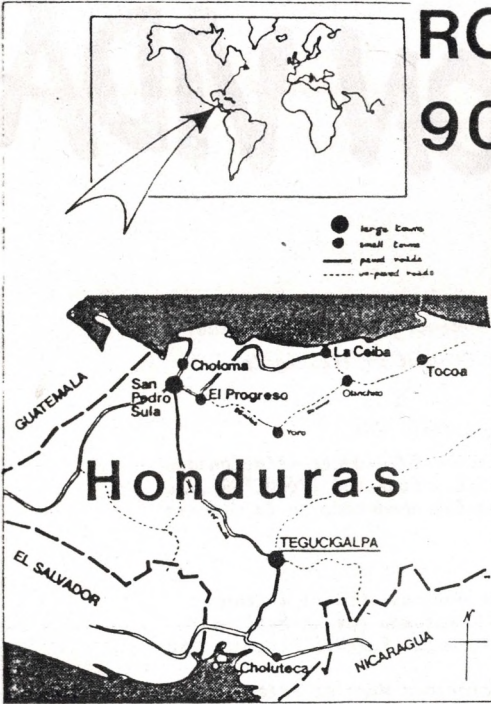 RO
90
large towns
small towns
paved roads
un-paved roads
La Ceiba
Choloma
Tocoa
GUATEMALA
San
Pedro
Sula
El Progreso
Olanchito
Yoro
Honduras
TEGUCIGALPA
EL SALVADOR
NICARAGUA
N
Choluteca